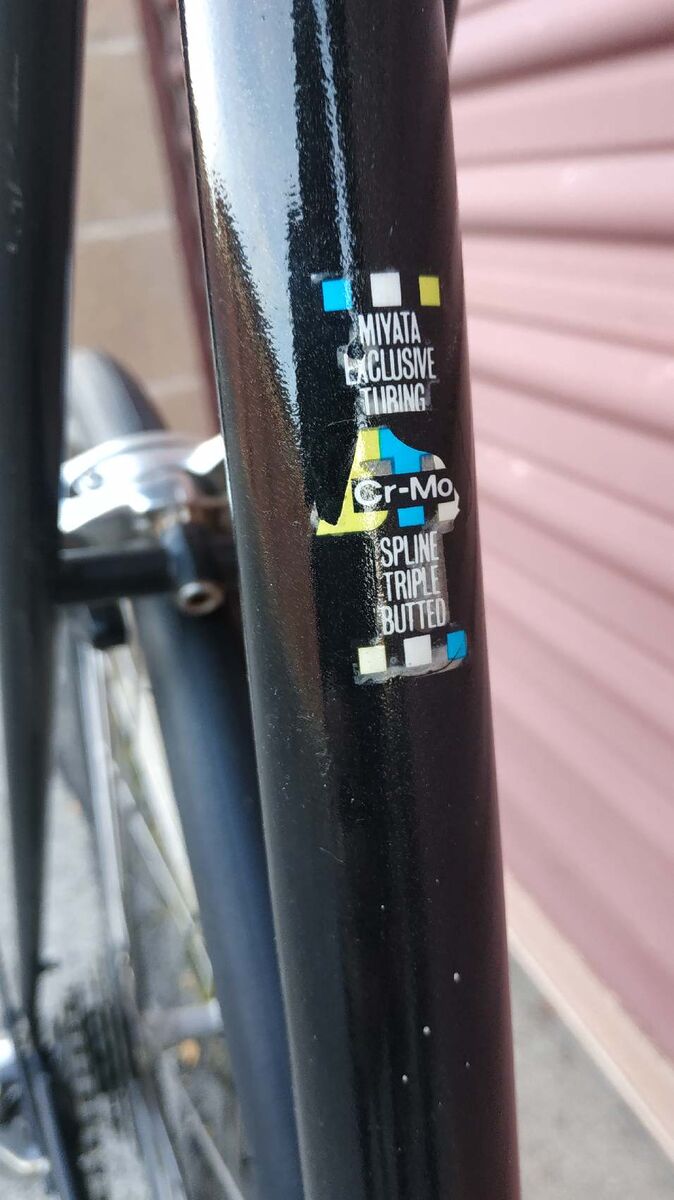 MIYATA
EXCLUSIVE
TUBING
Cr-Mo
SPLINE
TRIPLE
BUTTED